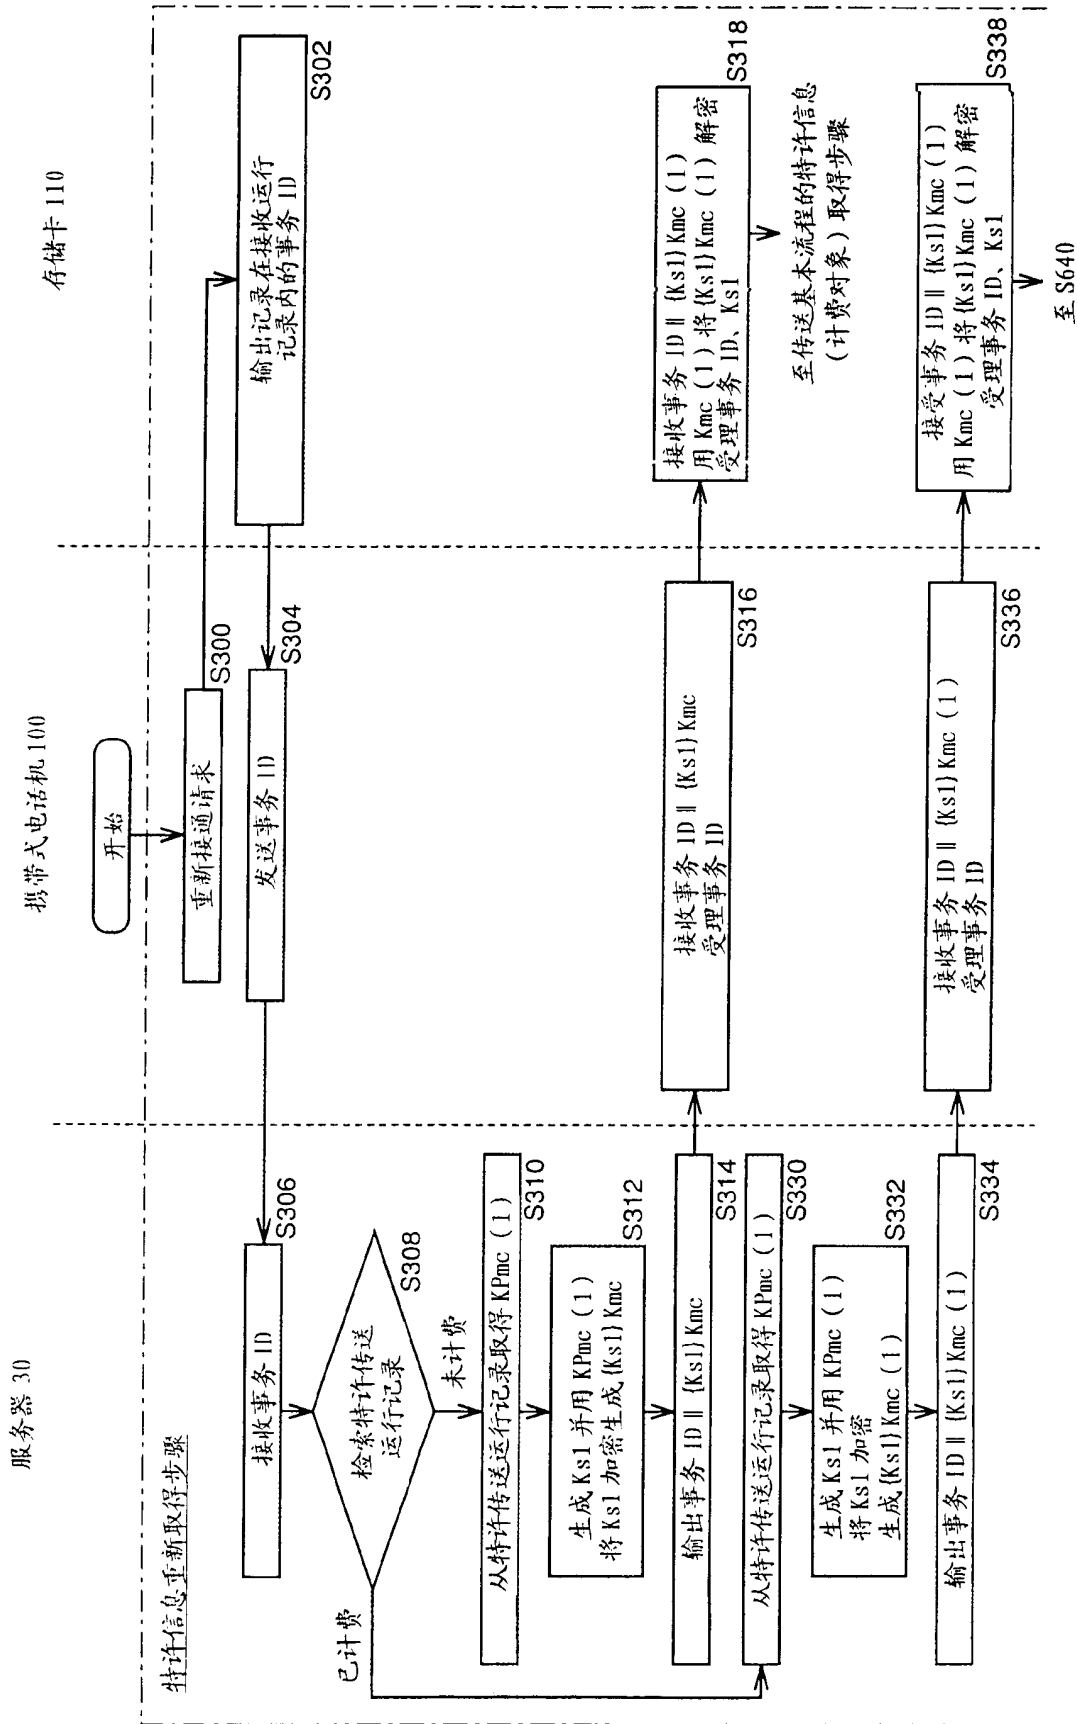 服务器 30
携带式电话机 100
存储卡 110
特许信息重新取得步骤
开始
重新接通请求
S300
输出记录在接收运行
记录内的事务 ID
S302
发送事务 ID
S304
接收事务 ID
S306
检索特许传送
运行记录
S308
未计费
已计费
从特许传送运行记录取得 KPmc (1)
S310
生成 Ks1 并用 KPmc (1)
将 Ks1 加密生成 {Ks1} Kmc
S312
输出事务 ID ‖ {Ks1} Kmc
S314
接收事务 ID ‖ {Ks1} Kmc
受理事务 ID
S316
接收事务 ID ‖ {Ks1} Kmc (1)
用 Kmc (1) 将 {Ks1} Kmc (1) 解密
受理事务 ID、Ks1
S318
至传送基本流程的特许信息
(计费对象) 取得步骤
从特许传送运行记录取得 KPmc (1)
S330
生成 Ks1 并用 KPmc (1)
将 Ks1 加密
生成 {Ks1} Kmc (1)
S332
输出事务 ID ‖ {Ks1} Kmc (1)
S334
接收事务 ID ‖ {Ks1} Kmc (1)
受理事务 ID
S336
接受事务 ID ‖ {Ks1} Kmc (1)
用 Kmc (1) 将 {Ks1} Kmc (1) 解密
受理事务 ID、Ks1
S338
至 S640